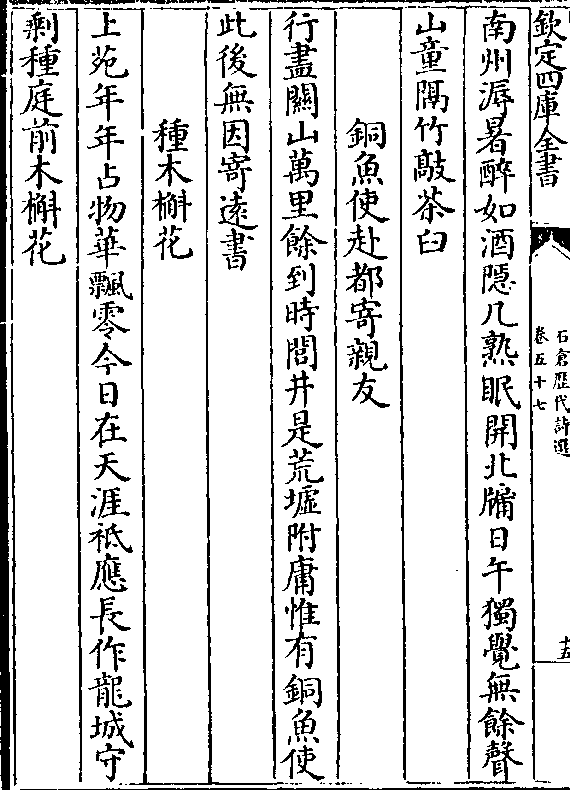 欽定四庫全書
石倉歷代詩選
卷五十七
十五
南州溽暑醉如酒隱几熟眠開北牖日午獨覺無餘聲
山童隔竹敲茶臼
銅魚使赴都寄親友
行盡關山萬里餘到時閭井是荒墟附庸惟有銅魚使
此後無因寄遠書
種木槲花
上苑年年占物華飄零今日在天涯祗應長作龍城守
剩種庭前木槲花